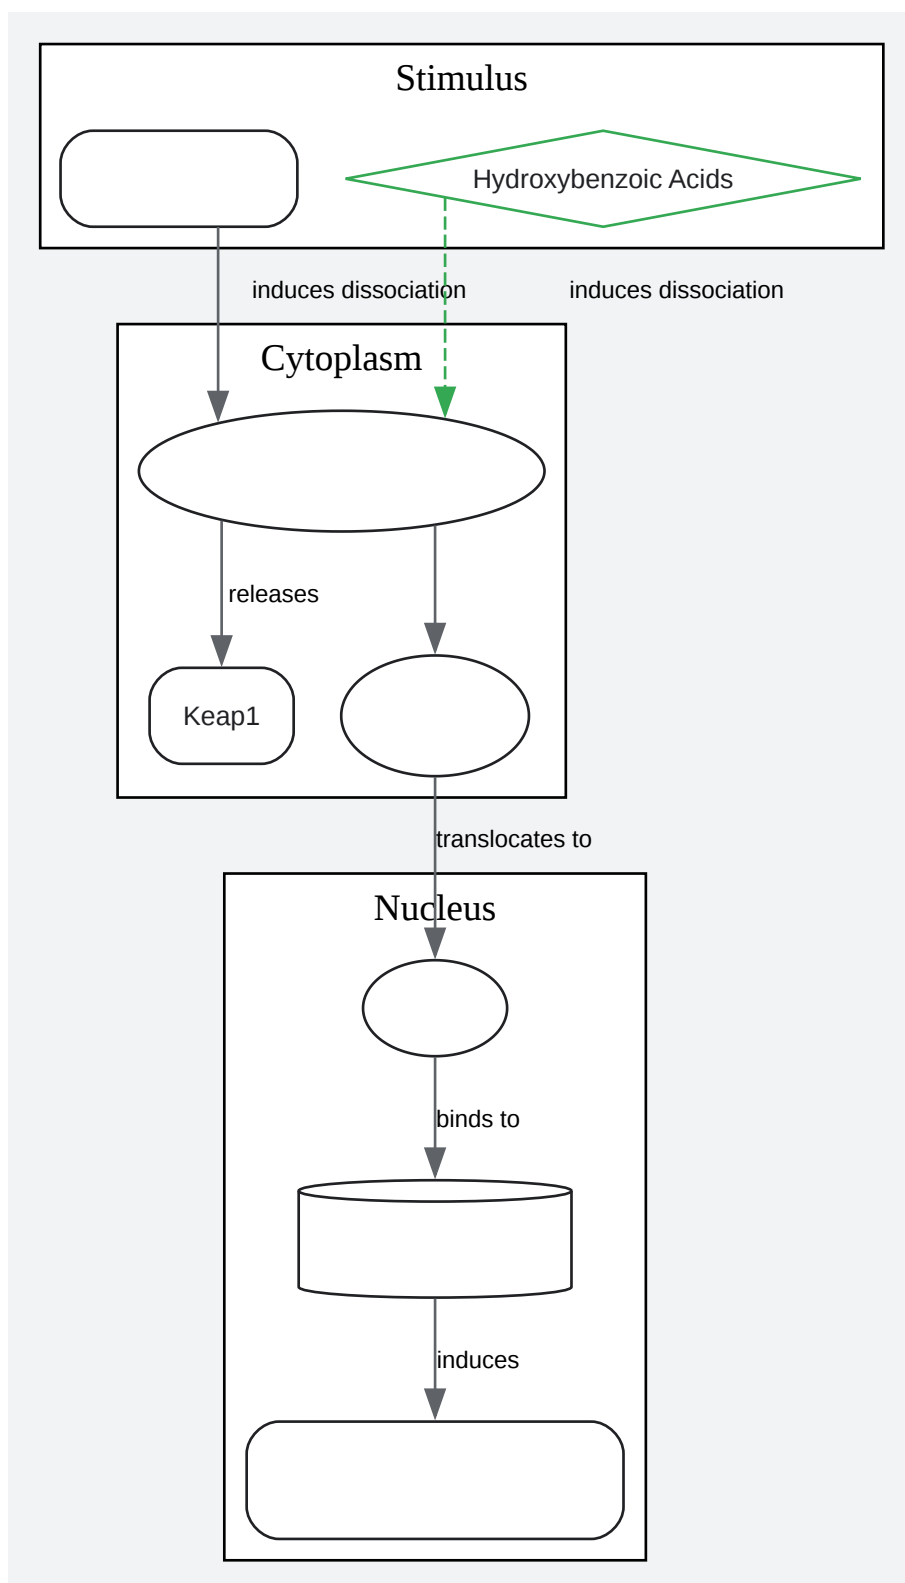 Stimulus
Hydroxybenzoic Acids
induces dissociation
induces dissociation
Cytoplasm
releases
Keap1
translocates to
Nucleus
binds to
induces